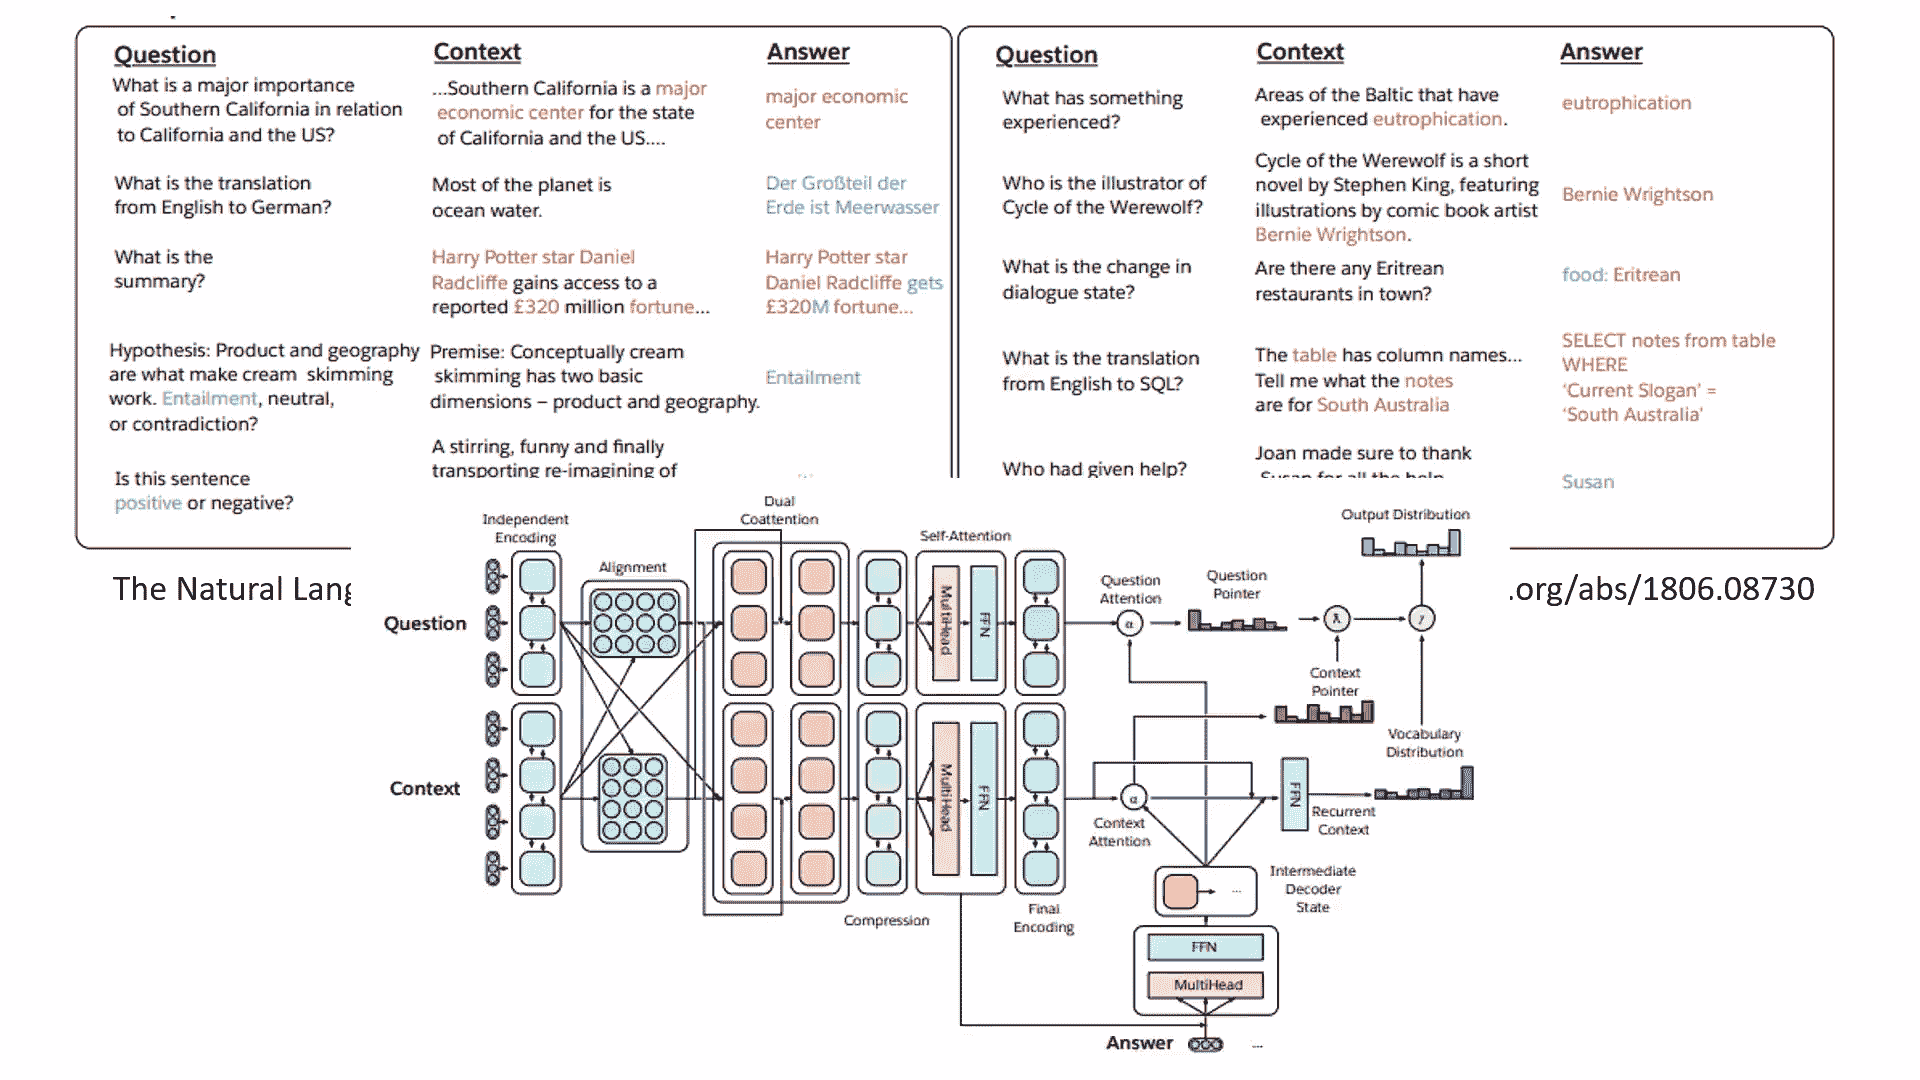 Question
Context
Answer
What is a major importance
of Southern California in relation
to California and the US?
...Southern California is a major
economic center for the state
of California and the US....
major economic
center
What is the translation
from English to German?
Most of the planet is
ocean water.
Der Großteil der
Erde ist Meerwasser
What is the
summary?
Harry Potter star Daniel
Radcliffe gains access to a
reported £320 million fortune...
Harry Potter star
Daniel Radcliffe gets
£320M fortune...
Hypothesis: Product and geography
are what make cream skimming
work. Entailment, neutral,
or contradiction?
Premise: Conceptually cream
skimming has two basic
dimensions – product and geography.
Entailment
Is this sentence
positive or negative?
A stirring, funny and finally
transporting re-imagining of
Question
Context
Answer
What has something
experienced?
Areas of the Baltic that have
experienced eutrophication.
eutrophication
Who is the illustrator of
Cycle of the Werewolf?
Cycle of the Werewolf is a short
novel by Stephen King, featuring
illustrations by comic book artist
Bernie Wrightson.
Bernie Wrightson
What is the change in
dialogue state?
Are there any Eritrean
restaurants in town?
food: Eritrean
What is the translation
from English to SQL?
The table has column names...
Tell me what the notes
are for South Australia
SELECT notes from table
WHERE
‘Current Slogan’ =
‘South Australia’
Who had given help?
Joan made sure to thank
Susan for all the help
Susan
The Natural Lang
.org/abs/1806.08730
Independent
Encoding
Alignment
Dual
Coattention
Self-Attention
Question
Context
MultiHead
FFN
MultiHead
FFN
Compression
Final
Encoding
Question
Attention
α
Question
Pointer
λ
γ
Output Distribution
Context
Pointer
Vocabulary
Distribution
α
Context
Attention
FFN
Recurrent
Context
Intermediate
Decoder
State
...
FFN
MultiHead
Answer
...